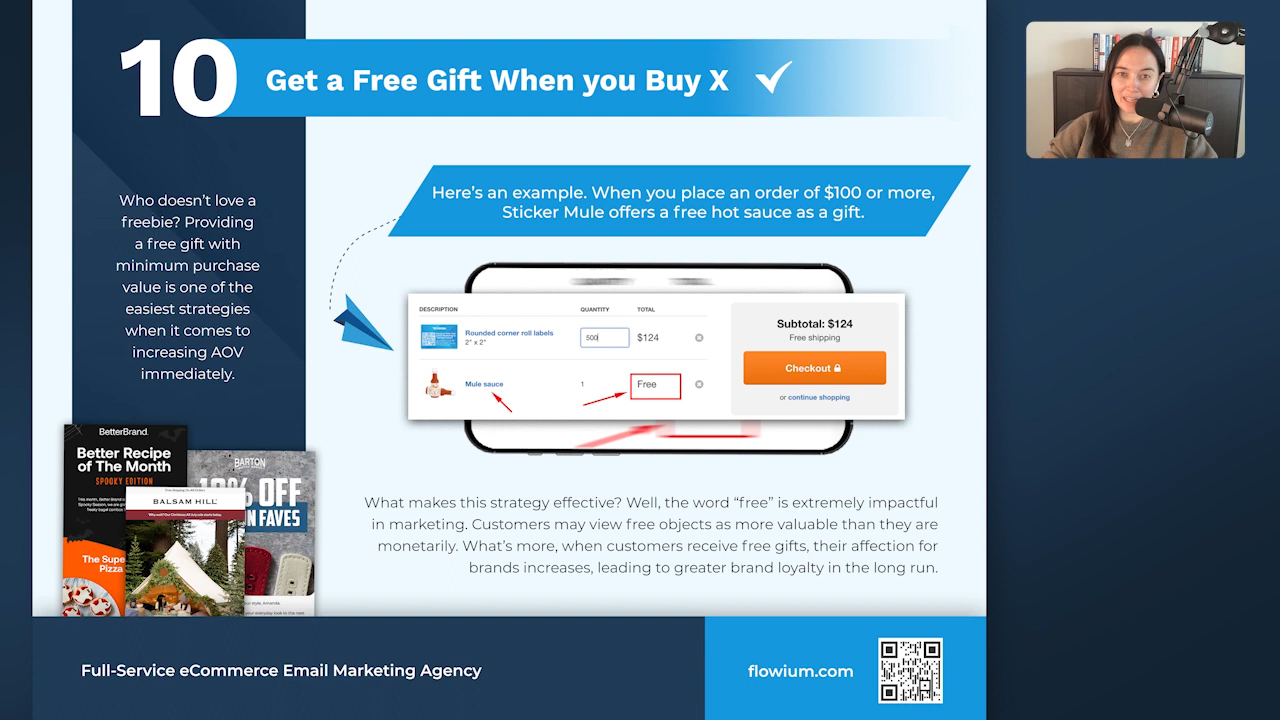 10
Get a Free Gift When you Buy X
Who doesn't love a
freebie? Providing
a free gift with
minimum purchase
value is one of the
easiest strategies
when it comes to
increasing AOV
immediately.
Here's an example. When you place an order of $100 or more,
Sticker Mule offers a free hot sauce as a gift.
DESCRIPTION QUANTITY TOTAL
Rounded corner roll labels
2" x 2"
500
$124
Mule sauce
1
Free
Subtotal: $124
Free shipping
Checkout
or continue shopping
What makes this strategy effective? Well, the word “free” is extremely impactful
in marketing. Customers may view free objects as more valuable than they are
monetarily. What's more, when customers receive free gifts, their affection for
brands increases, leading to greater brand loyalty in the long run.
BetterBrand.
Better Recipe
of The Month
SPOOKY EDITION
The Supe
Pizza
BALSAM HILL
BARTON
OFF
N FAVES
Full-Service eCommerce Email Marketing Agency
flowium.com